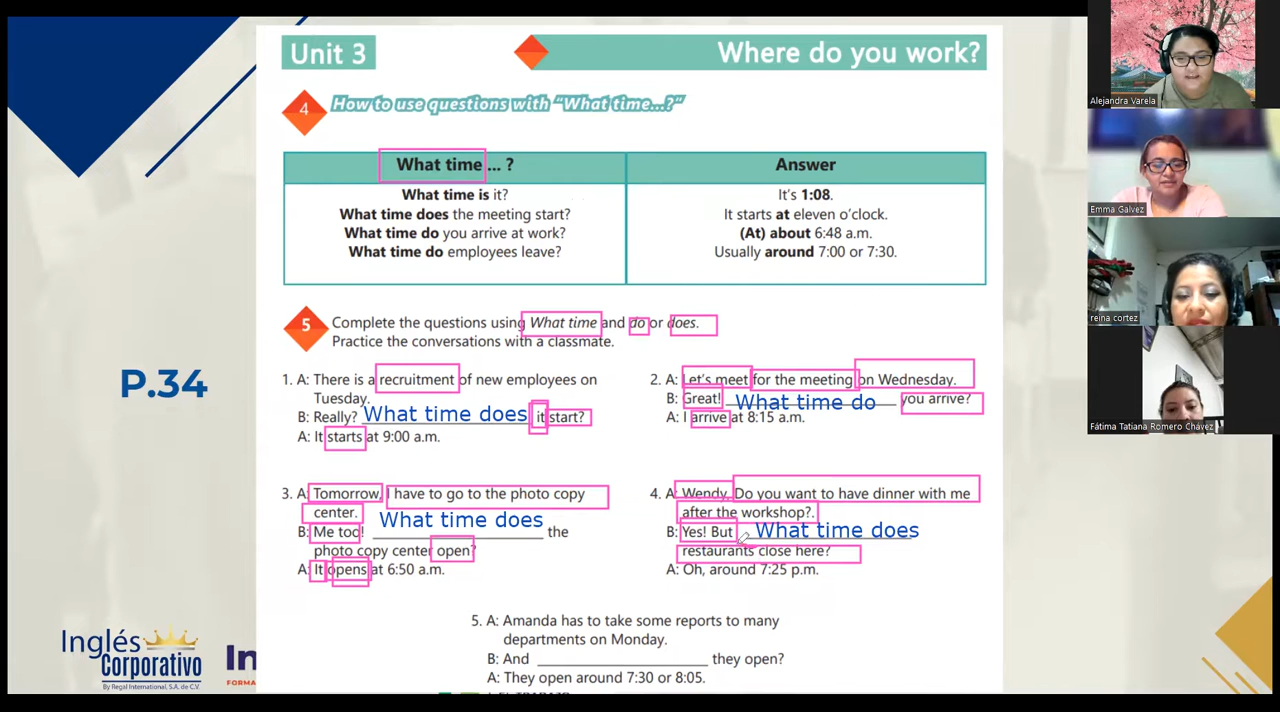 Unit 3
Where do you work?
4
How to use questions with “What time...?”
What time ... ?
Answer
What time is it?
It's 1:08.
What time does the meeting start?
It starts at eleven o'clock.
What time do you arrive at work?
(At) about 6:48 a.m.
What time do employees leave?
Usually around 7:00 or 7:30.
5
Complete the questions using What time and do or does.
Practice the conversations with a classmate.
P.34
1. A: There is a recruitment of new employees on
Tuesday.
B: Really? What time does it start?
A: It starts at 9:00 a.m.
2. A: Let's meet for the meeting on Wednesday.
B: Great! What time do you arrive?
A: I arrive at 8:15 a.m.
3. A: Tomorrow, I have to go to the photo copy
center.
B: Me too! What time does the
photo copy center open?
A: It opens at 6:50 a.m.
4. A: Wendy, Do you want to have dinner with me
after the workshop?.
B: Yes! But What time does
restaurants close here?
A: Oh, around 7:25 p.m.
5. A: Amanda has to take some reports to many
departments on Monday.
B: And ____________ they open?
A: They open around 7:30 or 8:05.
Inglés
Corporativo
By Regal International, S.A. de C.V.
In
FORMA
Alejandra Varela
Emma Galvez
reina cortez
Fátima Tatiana Romero Chávez